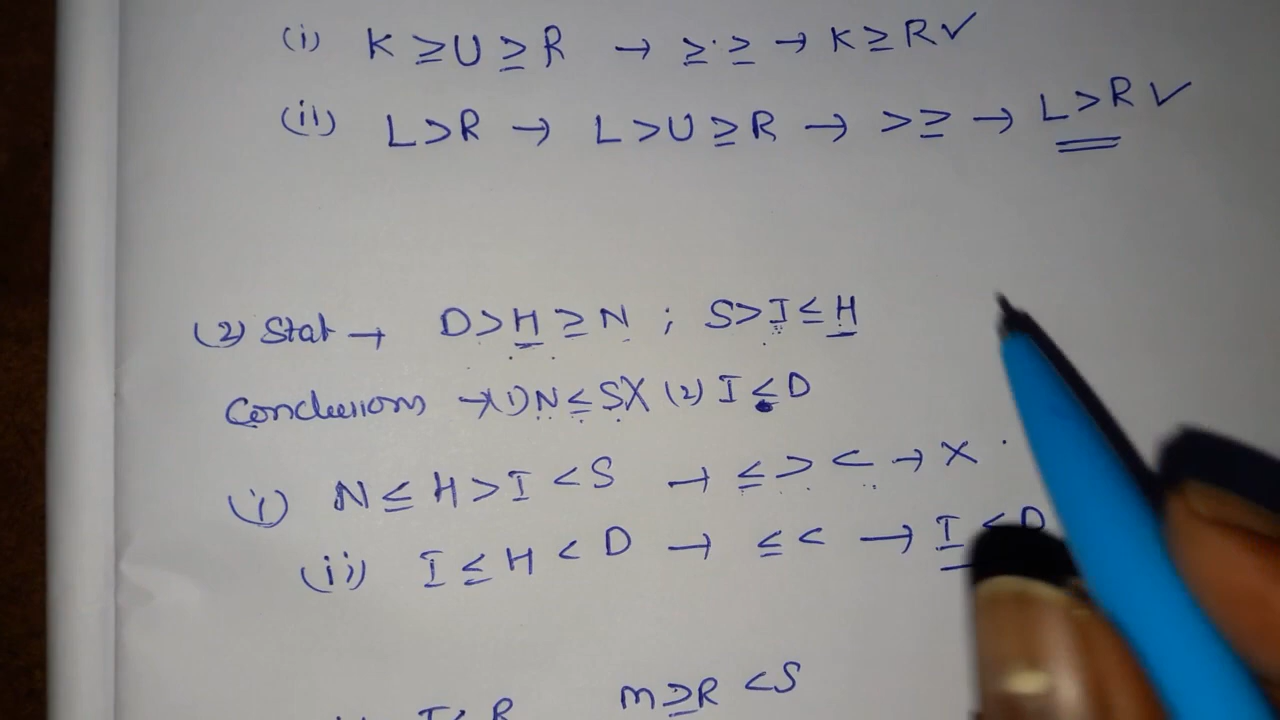 (i) K ≥ U ≥ R → ≥ ≥ → K ≥ R ✓
(ii) L > R → L > U ≥ R → > ≥ → L > R ✓
(2) Stat → D > H ≥ N ; S > I ≤ H
Conclusions → 1) N ≤ S X (2) I ≤ D
(i) N ≤ H > I < S → ≤ > < → X
(ii) I ≤ H < D → ≤ < → I < D
M ≥ R < S